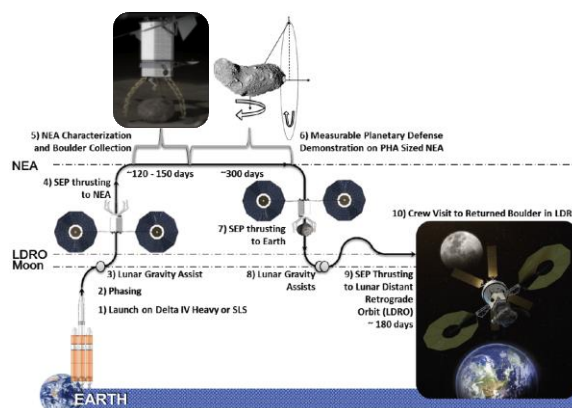 5) NEA Characterization
and Boulder Collection
6) Measurable Planetary Defense
Demonstration on PHA Sized NEA
NEA
~120 - 150 days
~300 days
4) SEP thrusting
to NEA
7) SEP thrusting
to Earth
10) Crew Visit to Returned Boulder in LDR
LDRO
Moon
3) Lunar Gravity Assist
8) Lunar Gravity
Assists
9) SEP Thrusting
to Lunar Distant
Retrograde
Orbit (LDRO)
~ 180 days
2) Phasing
1) Launch on Delta IV Heavy or SLS
EARTH